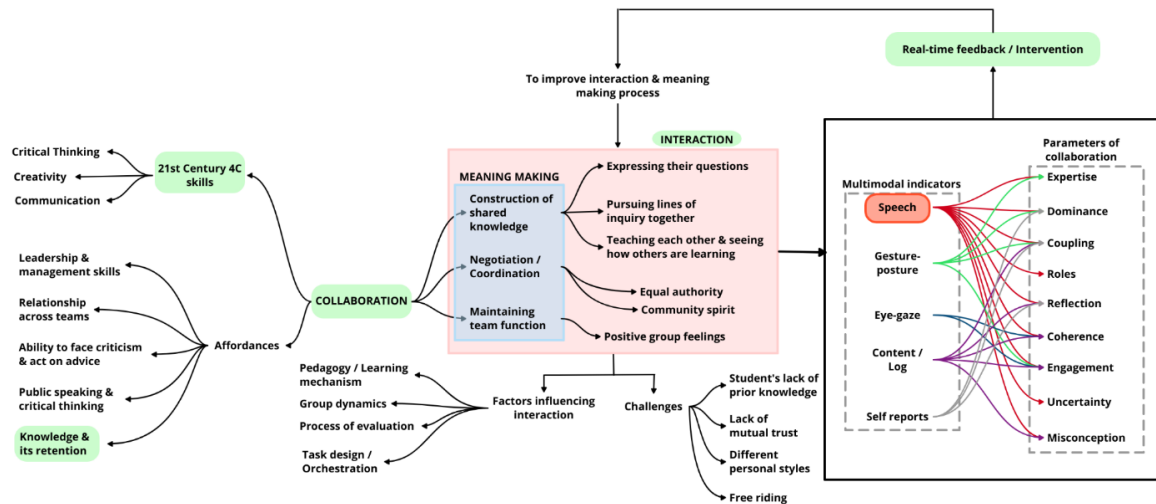 Real-time feedback / Intervention
To improve interaction & meaning
making process
INTERACTION
Critical Thinking
Creativity
Communication
21st Century 4C
skills
Leadership &
management skills
Relationship
across teams
Ability to face criticism
& act on advice
Public speaking &
critical thinking
Knowledge &
its retention
Affordances
COLLABORATION
MEANING MAKING
Construction of
shared
knowledge
Negotiation /
Coordination
Maintaining
team function
Expressing their questions
Pursuing lines of
inquiry together
Teaching each other & seeing
how others are learning
Equal authority
Community spirit
Positive group feelings
Pedagogy / Learning
mechanism
Group dynamics
Process of evaluation
Task design /
Orchestration
Factors influencing
interaction
Challenges
Student's lack of
prior knowledge
Lack of
mutual trust
Different
personal styles
Free riding
Multimodal indicators
Speech
Gesture-
posture
Eye-gaze
Content /
Log
Self reports
Parameters of
collaboration
Expertise
Dominance
Coupling
Roles
Reflection
Coherence
Engagement
Uncertainty
Misconception